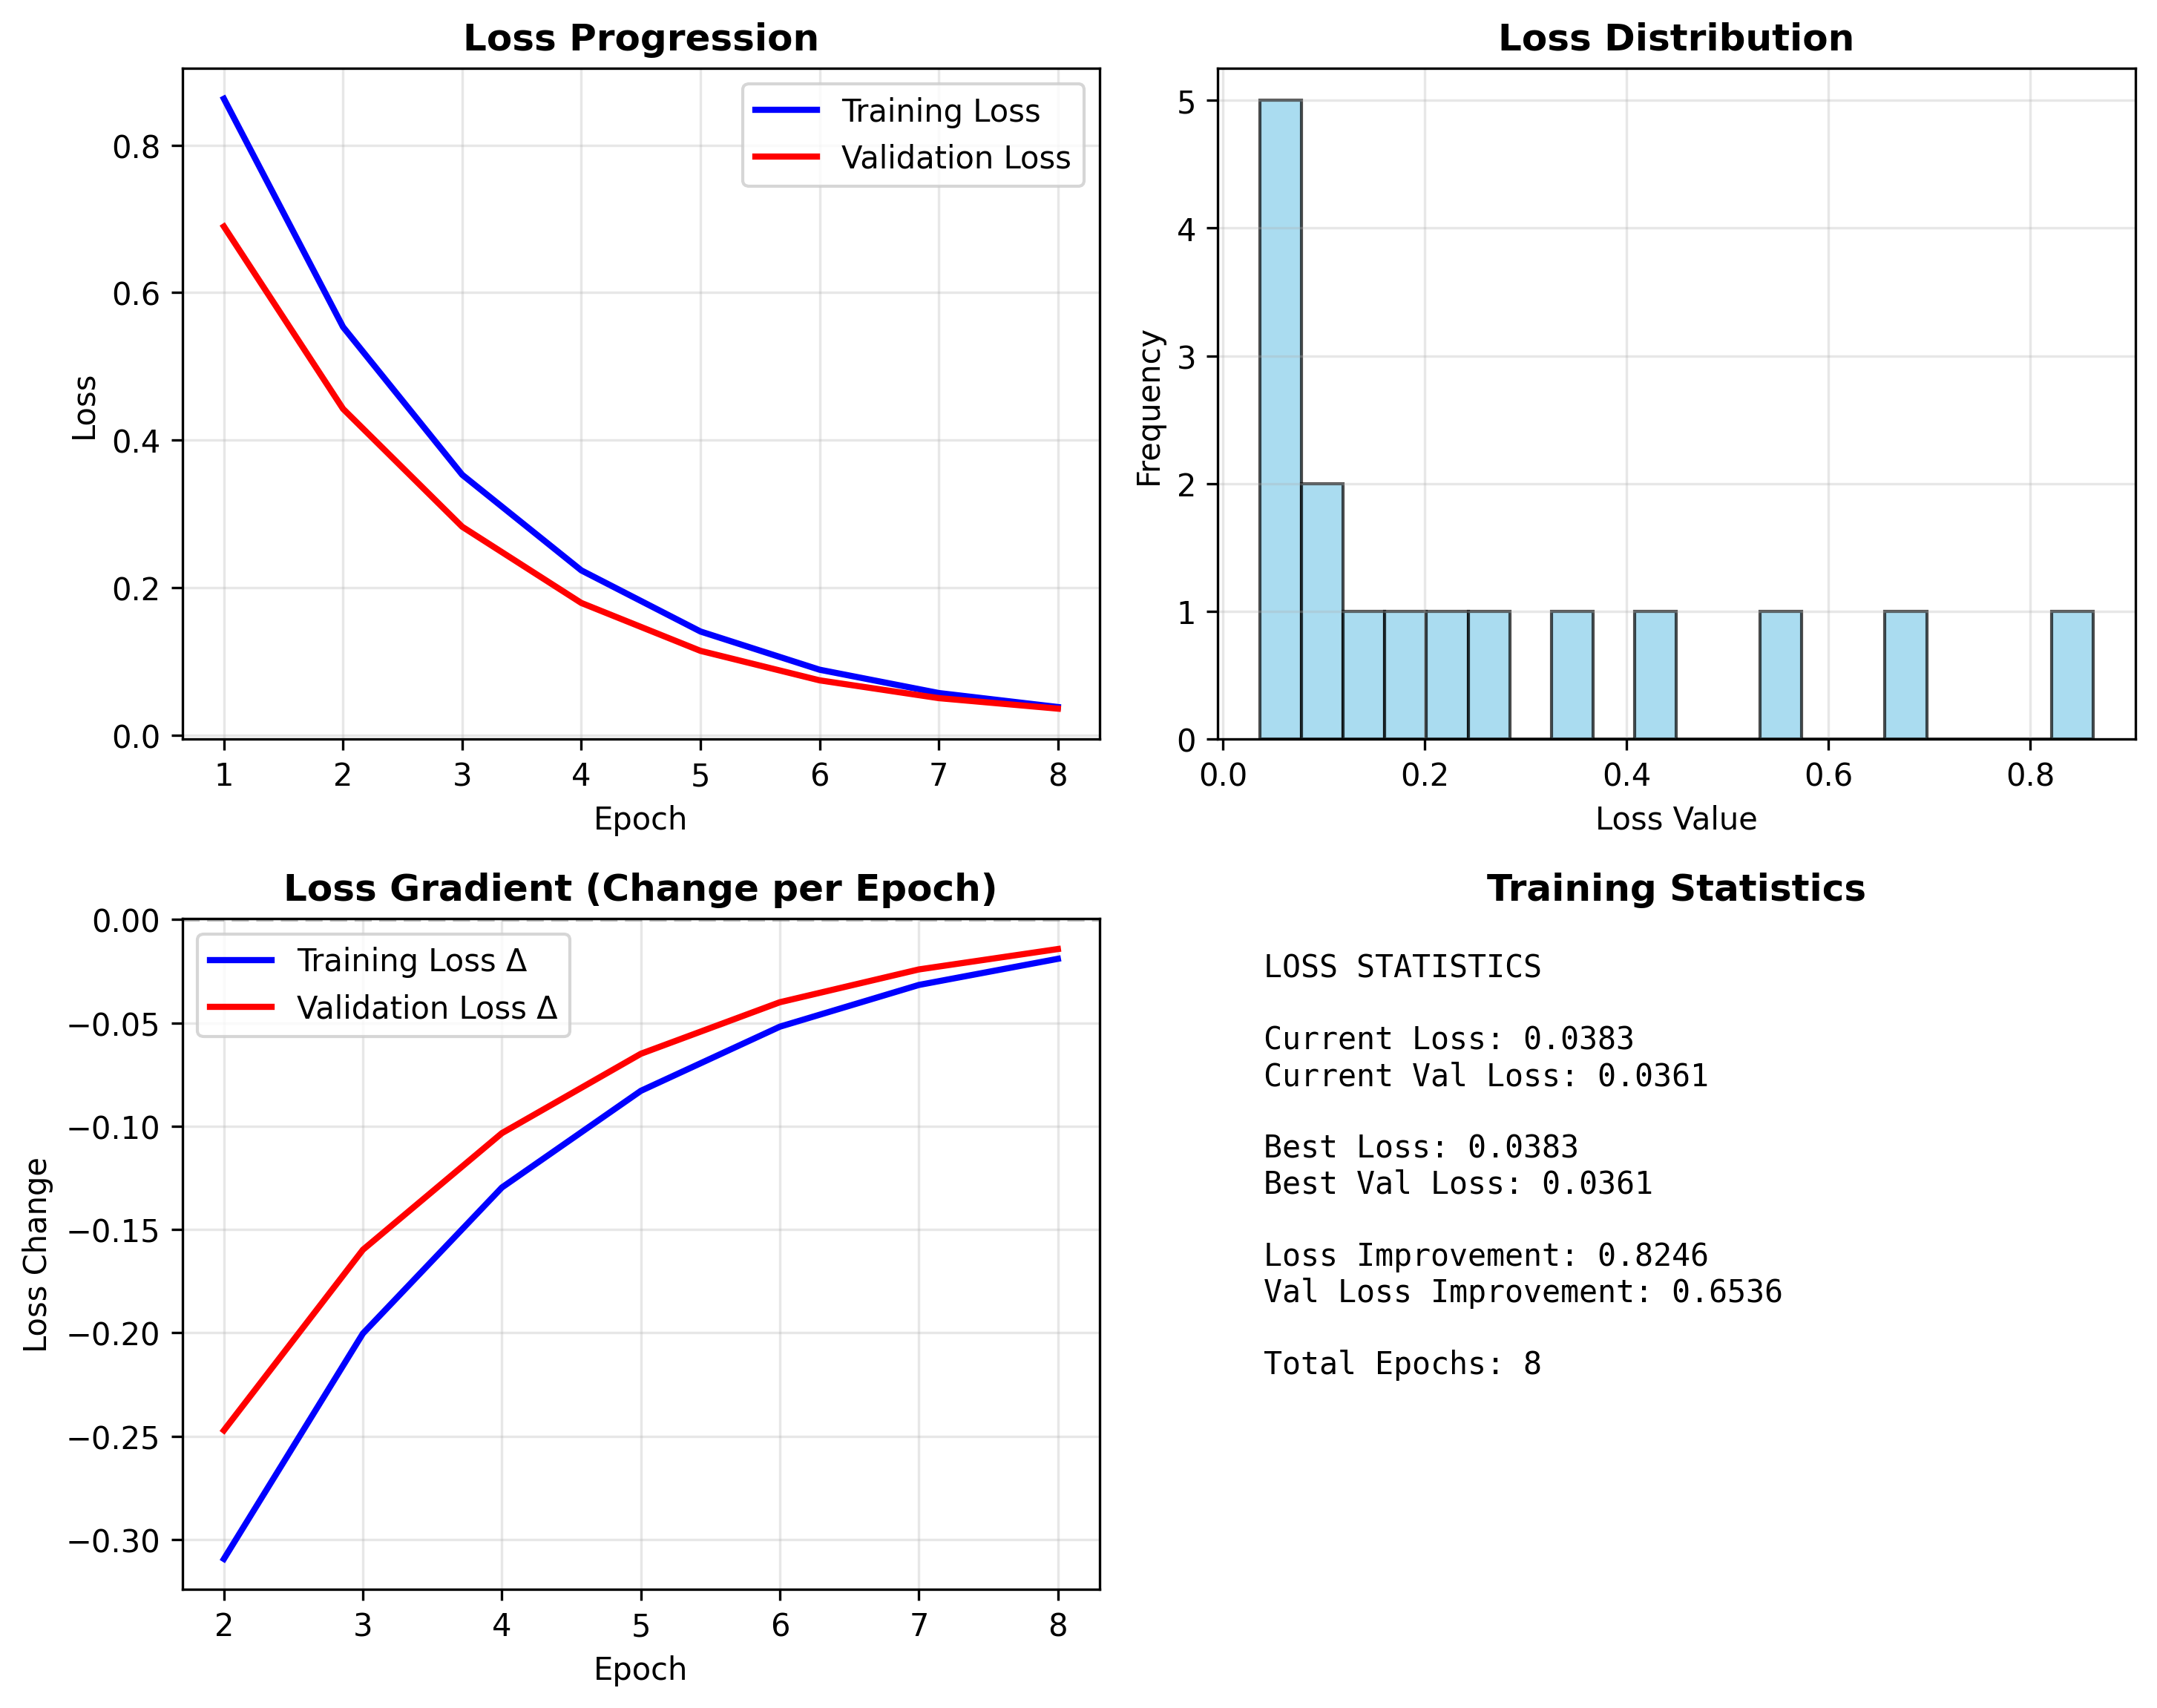 Loss Progression
Loss
0.8
0.6
0.4
0.2
0.0
Training Loss
Validation Loss
1 2 3 4 5 6 7 8
Epoch
Loss Distribution
Frequency
5
4
3
2
1
0
0.0 0.2 0.4 0.6 0.8
Loss Value
Loss Gradient (Change per Epoch)
Loss Change
0.00
−0.05
−0.10
−0.15
−0.20
−0.25
−0.30
Training Loss Δ
Validation Loss Δ
2 3 4 5 6 7 8
Epoch
Training Statistics
LOSS STATISTICS
Current Loss: 0.0383
Current Val Loss: 0.0361
Best Loss: 0.0383
Best Val Loss: 0.0361
Loss Improvement: 0.8246
Val Loss Improvement: 0.6536
Total Epochs: 8